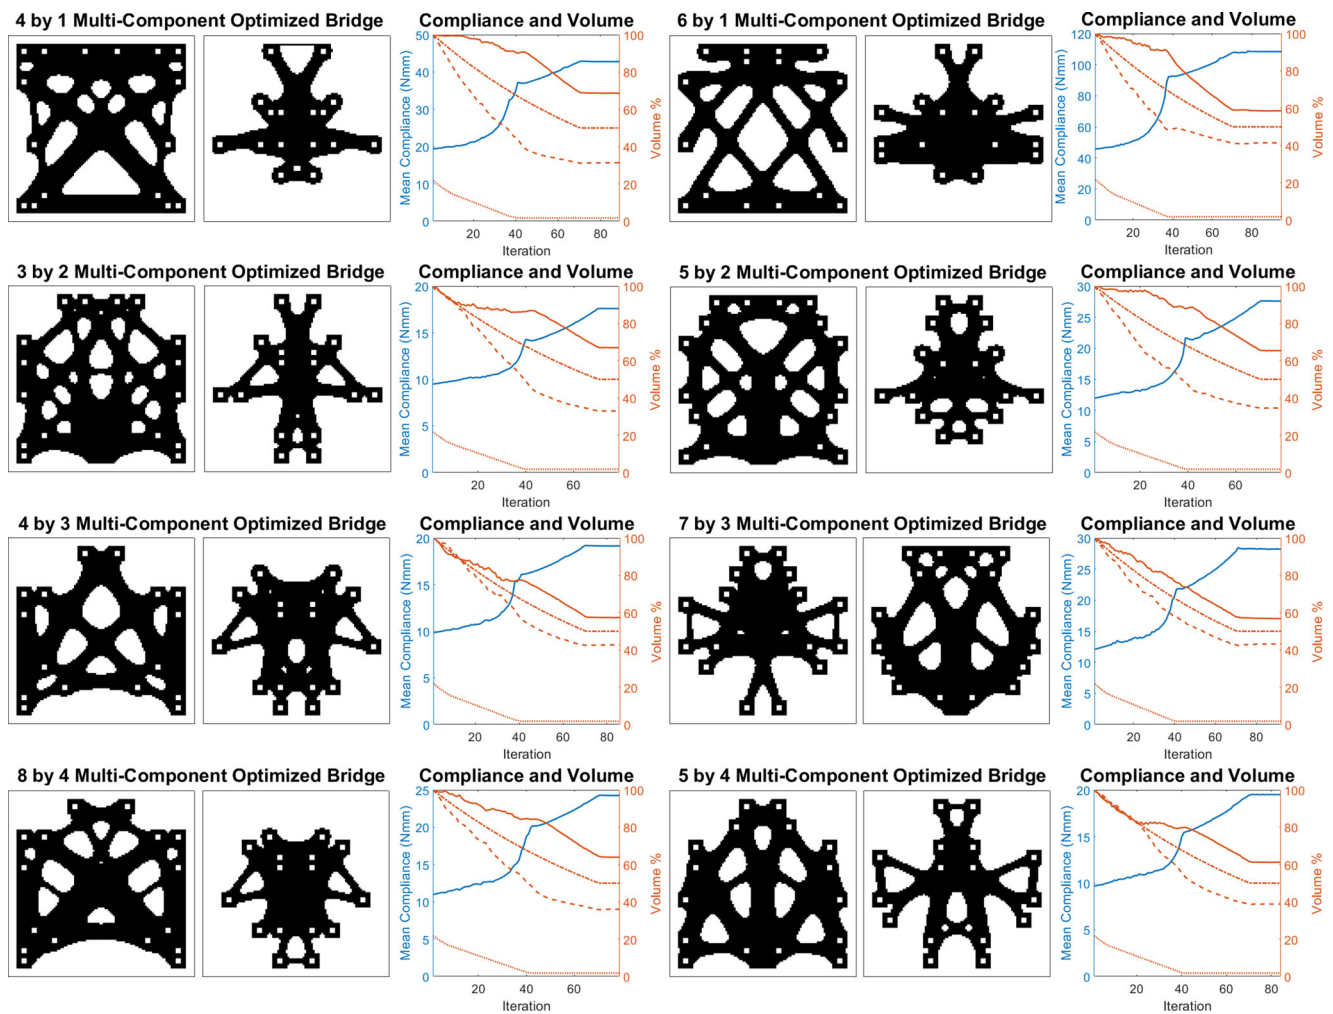 4 by 1 Multi-Component Optimized Bridge
Compliance and Volume
50
40
30
20
10
0
Mean Compliance (Nmm)
100
80
60
40
20
0
Volume %
20 40 60 80
Iteration
6 by 1 Multi-Component Optimized Bridge
Compliance and Volume
120
100
80
60
40
20
0
Mean Compliance (Nmm)
100
80
60
40
20
0
Volume %
20 40 60 80
Iteration
3 by 2 Multi-Component Optimized Bridge
Compliance and Volume
20
15
10
5
0
Mean Compliance (Nmm)
100
80
60
40
20
0
Volume %
20 40 60
Iteration
5 by 2 Multi-Component Optimized Bridge
Compliance and Volume
30
25
20
15
10
5
0
Mean Compliance (Nmm)
100
80
60
40
20
0
Volume %
20 40 60
Iteration
4 by 3 Multi-Component Optimized Bridge
Compliance and Volume
20
15
10
5
0
Mean Compliance (Nmm)
100
80
60
40
20
0
Volume %
20 40 60 80
Iteration
7 by 3 Multi-Component Optimized Bridge
Compliance and Volume
30
25
20
15
10
5
0
Mean Compliance (Nmm)
100
80
60
40
20
0
Volume %
20 40 60 80
Iteration
8 by 4 Multi-Component Optimized Bridge
Compliance and Volume
25
20
15
10
5
0
Mean Compliance (Nmm)
100
80
60
40
20
0
Volume %
20 40 60
Iteration
5 by 4 Multi-Component Optimized Bridge
Compliance and Volume
20
15
10
5
0
Mean Compliance (Nmm)
100
80
60
40
20
0
Volume %
20 40 60 80
Iteration